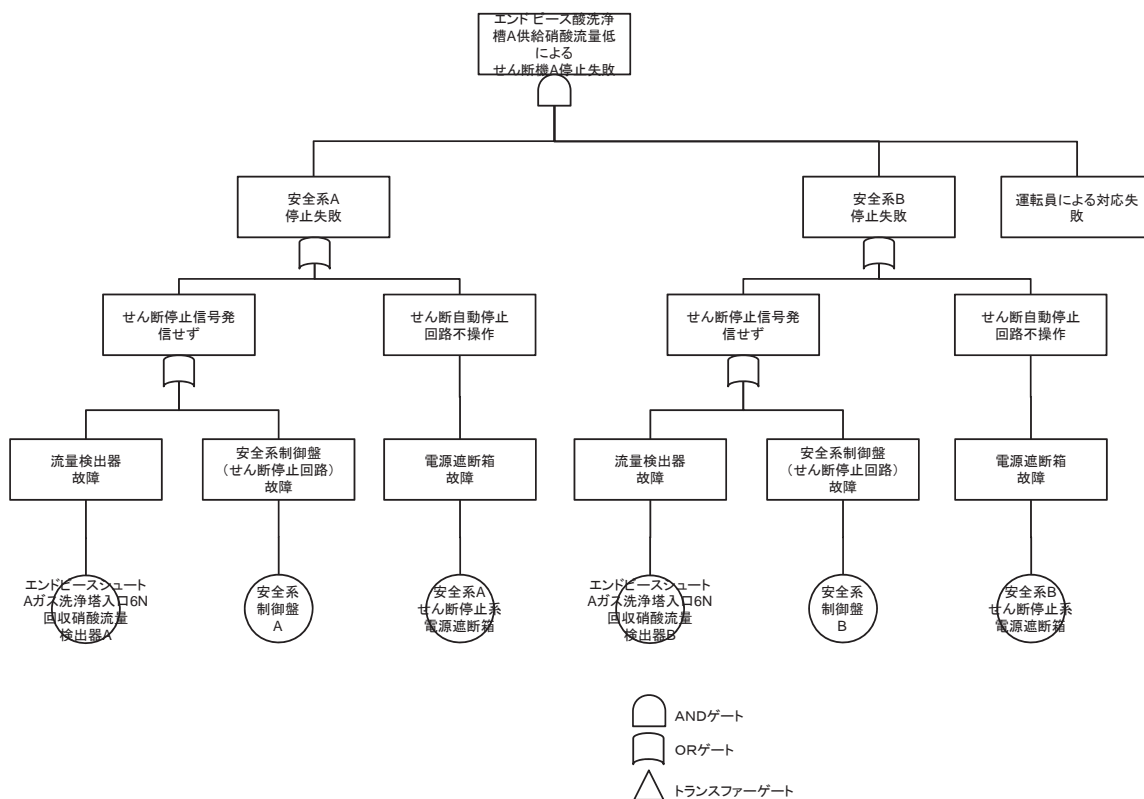 エンドピース酸洗浄
槽A供給硝酸流量低
による
せん断機A停止失敗
安全系A
停止失敗
安全系B
停止失敗
運転員による対応失
敗
せん断停止信号発
信せず
せん断自動停止
回路不操作
せん断停止信号発
信せず
せん断自動停止
回路不操作
流量検出器
故障
安全系制御盤
（せん断停止回路）
故障
電源遮断箱
故障
流量検出器
故障
安全系制御盤
（せん断停止回路）
故障
電源遮断箱
故障
エンドピースシュート
Aガス洗浄塔入口6N
回収硝酸流量
検出器A
安全系
制御盤
A
安全系A
せん断停止系
電源遮断箱
エンドピースシュート
Aガス洗浄塔入口6N
回収硝酸流量
検出器B
安全系
制御盤
B
安全系B
せん断停止系
電源遮断箱
ANDゲート
ORゲート
トランスファーゲート